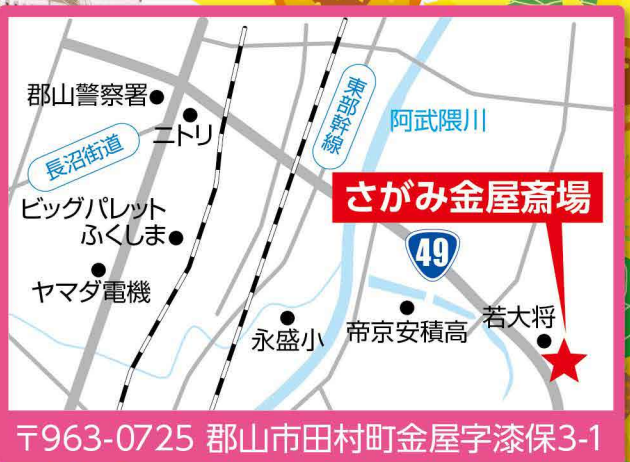 郡山警察署
ニトリ
長沼街道
東部幹線
阿武隈川
さがみ金屋斎場
49
ビッグパレット
ふくしま
ヤマダ電機
永盛小
帝京安積高
若大将
〒963-0725 郡山市田村町金屋字漆保3-1